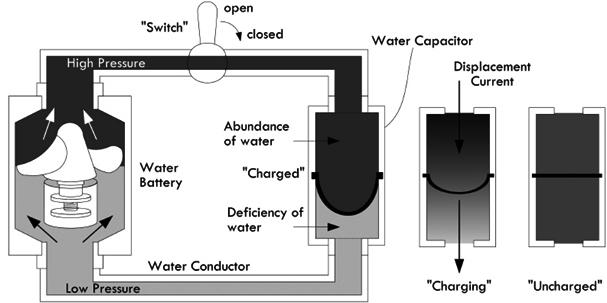 open
"Switch"
closed
High Pressure
Water Capacitor
Displacement
Current
Abundance
of water
Water
Battery
"Charged"
Deficiency of
water
Water Conductor
Low Pressure
"Charging"
"Uncharged"